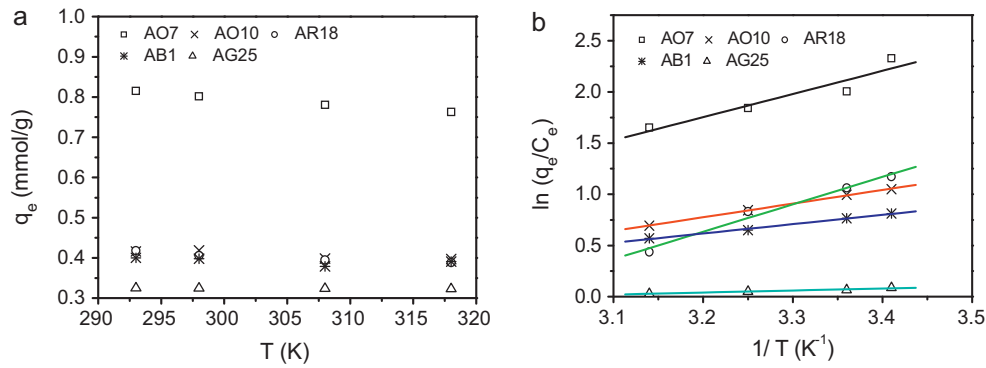 a
1.0
0.9
0.8
0.7
0.6
0.5
0.4
0.3
290 295 300 305 310 315 320
q_e (mmol/g)
T (K)
AO7 AO10 AR18
AB1 AG25
b
2.5
2.0
1.5
1.0
0.5
0.0
3.1 3.2 3.3 3.4 3.5
ln (q_e/C_e)
1/ T (K^-1)
AO7 AO10 AR18
AB1 AG25